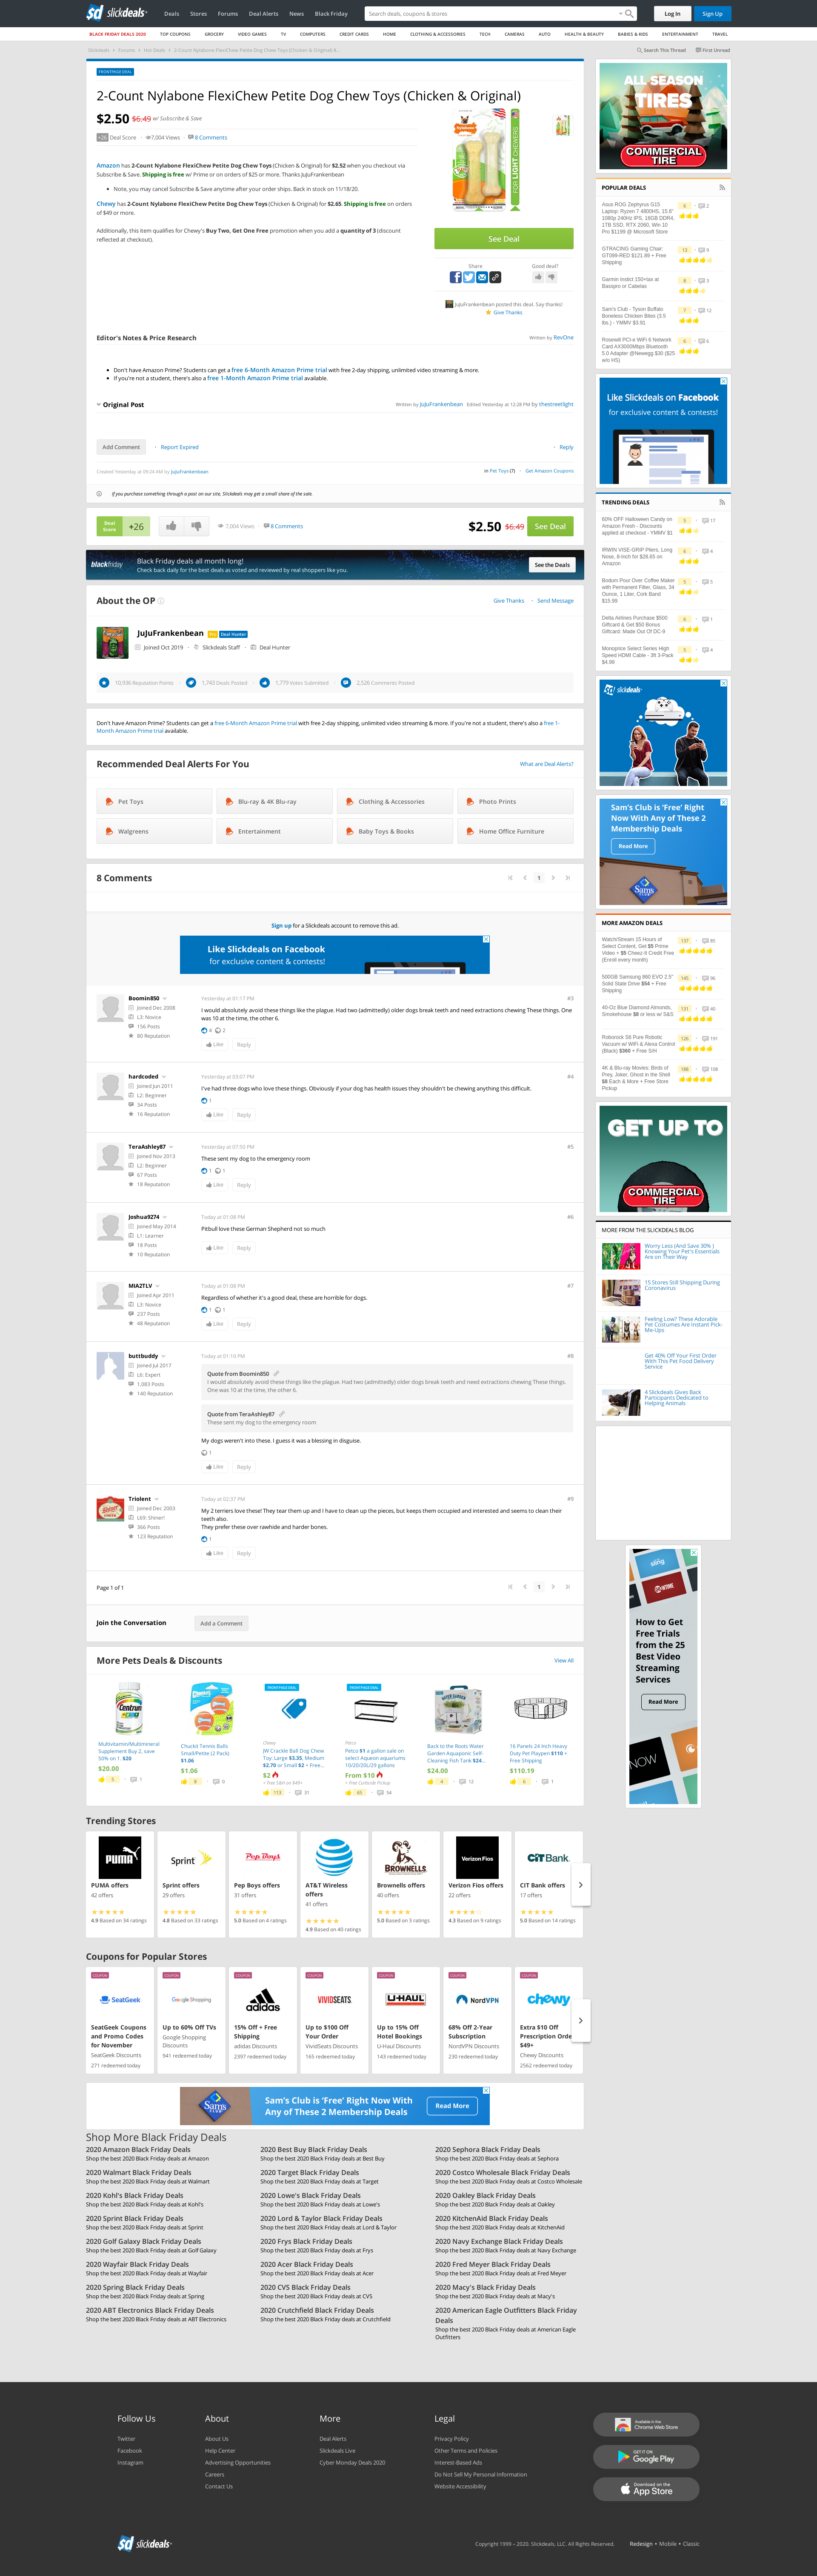 slickdeals
Deals Stores Forums Deal Alerts News Black Friday
Search deals, coupons & stores
Log In Sign Up
BLACK FRIDAY DEALS 2020 TOP COUPONS GROCERY VIDEO GAMES TV COMPUTERS CREDIT CARDS HOME CLOTHING & ACCESSORIES TECH CAMERAS AUTO HEALTH & BEAUTY BABIES & KIDS ENTERTAINMENT TRAVEL
Slickdeals Forums Hot Deals 2-Count Nylabone FlexiChew Petite Dog Chew Toys (Chicken & Original) $...
Search This Thread First Unread
FRONTPAGE DEAL
2-Count Nylabone FlexiChew Petite Dog Chew Toys (Chicken & Original)
$2.50 $6.49 w/ Subscribe & Save
+26 Deal Score 7,004 Views 8 Comments
Amazon has 2-Count Nylabone FlexiChew Petite Dog Chew Toys (Chicken & Original) for $2.52 when you checkout via
Subscribe & Save. Shipping is free w/ Prime or on orders of $25 or more. Thanks JuJuFrankenbean
• Note, you may cancel Subscribe & Save anytime after your order ships. Back in stock on 11/18/20.
Chewy has 2-Count Nylabone FlexiChew Petite Dog Chew Toys (Chicken & Original) for $2.65. Shipping is free on orders
of $49 or more.
Additionally, this item qualifies for Chewy's Buy Two, Get One Free promotion when you add a quantity of 3 (discount
reflected at checkout).
FOR LIGHT CHEWERS
See Deal
Share
Good deal?
JuJuFrankenbean posted this deal. Say thanks!
Give Thanks
Editor's Notes & Price Research
Written by RevOne
• Don't have Amazon Prime? Students can get a free 6-Month Amazon Prime trial with free 2-day shipping, unlimited video streaming & more.
• If you're not a student, there's also a free 1-Month Amazon Prime trial available.
Original Post
Written by JuJuFrankenbean Edited Yesterday at 12:28 PM by thestreetlight
Add Comment Report Expired Reply
Created Yesterday at 09:24 AM by JuJuFrankenbean
in Pet Toys (7) Get Amazon Coupons
If you purchase something through a post on our site, Slickdeals may get a small share of the sale.
Deal
Score
+26
7,004 Views 8 Comments
$2.50 $6.49 See Deal
blackfriday
Black Friday deals all month long!
Check back daily for the best deals as voted and reviewed by real shoppers like you.
See the Deals
About the OP
Give Thanks Send Message
JuJuFrankenbean Pro Deal Hunter
Joined Oct 2019 Slickdeals Staff Deal Hunter
10,936 Reputation Points 1,743 Deals Posted 1,779 Votes Submitted 2,526 Comments Posted
Don't have Amazon Prime? Students can get a free 6-Month Amazon Prime trial with free 2-day shipping, unlimited video streaming & more. If you're not a student, there's also a free 1-
Month Amazon Prime trial available.
Recommended Deal Alerts For You
What are Deal Alerts?
Pet Toys Blu-ray & 4K Blu-ray Clothing & Accessories Photo Prints
Walgreens Entertainment Baby Toys & Books Home Office Furniture
8 Comments
1
Sign up for a Slickdeals account to remove this ad.
Like Slickdeals on Facebook
for exclusive content & contests!
Boomin850
Joined Dec 2008
L3: Novice
156 Posts
80 Reputation
Yesterday at 01:17 PM
#3
I would absolutely avoid these things like the plague. Had two (admittedly) older dogs break teeth and need extractions chewing These things. One
was 10 at the time, the other 6.
4 2
Like Reply
hardcoded
Joined Jun 2011
L2: Beginner
34 Posts
16 Reputation
Yesterday at 03:07 PM
#4
I've had three dogs who love these things. Obviously if your dog has health issues they shouldn't be chewing anything this difficult.
1
Like Reply
TeraAshley87
Joined Nov 2013
L2: Beginner
67 Posts
18 Reputation
Yesterday at 07:50 PM
#5
These sent my dog to the emergency room
1 1
Like Reply
Joshua9274
Joined May 2014
L1: Learner
18 Posts
10 Reputation
Today at 01:08 PM
#6
Pitbull love these German Shepherd not so much
Like Reply
MIA2TLV
Joined Apr 2011
L3: Novice
237 Posts
48 Reputation
Today at 01:08 PM
#7
Regardless of whether it's a good deal, these are horrible for dogs.
1 1
Like Reply
buttbuddy
Joined Jul 2017
L6: Expert
1,083 Posts
140 Reputation
Today at 01:10 PM
#8
Quote from Boomin850
I would absolutely avoid these things like the plague. Had two (admittedly) older dogs break teeth and need extractions chewing These things.
One was 10 at the time, the other 6.
Quote from TeraAshley87
These sent my dog to the emergency room
My dogs weren't into these. I guess it was a blessing in disguise.
1
Like Reply
Triolent
Joined Dec 2003
L69: Shiner!
366 Posts
123 Reputation
Today at 02:37 PM
#9
My 2 terriers love these! They tear them up and I have to clean up the pieces, but keeps them occupied and interested and seems to clean their
teeth also.
They prefer these over rawhide and harder bones.
1
Like Reply
Page 1 of 1
1
Join the Conversation Add a Comment
More Pets Deals & Discounts
View All
Multivitamin/Multimineral
Supplement Buy 2, save
50% on 1, $20
$20.00
5 1
Chuckit Tennis Balls
Small/Petite (2 Pack)
$1.06
$1.06
9 0
FRONTPAGE DEAL
Chewy
JW Crackle Ball Dog Chew
Toy: Large $3.35, Medium
$2.70 or Small $2 + Free...
$2
+ Free S&H on $49+
113 31
FRONTPAGE DEAL
Petco
Petco $1 a gallon sale on
select Aqueon aquariums
10/20/20L/29 gallons
From $10
+ Free Curbside Pickup
65 54
Back to the Roots Water
Garden Aquaponic Self-
Cleaning Fish Tank $24...
$24.00
4 12
16 Panels 24 Inch Heavy
Duty Pet Playpen $110 +
Free Shipping
$110.19
6 1
Trending Stores
PUMA
PUMA offers
42 offers
4.9 Based on 34 ratings
Sprint
Sprint offers
29 offers
4.8 Based on 33 ratings
Pep Boys
Pep Boys offers
31 offers
5.0 Based on 4 ratings
AT&T Wireless
offers
41 offers
4.9 Based on 40 ratings
BROWNELLS
Brownells offers
40 offers
5.0 Based on 3 ratings
Verizon Fios
Verizon Fios offers
22 offers
4.3 Based on 9 ratings
CIT Bank
CIT Bank offers
17 offers
5.0 Based on 14 ratings
Coupons for Popular Stores
COUPON
SeatGeek
SeatGeek Coupons
and Promo Codes
for November
SeatGeek Discounts
271 redeemed today
COUPON
Google Shopping
Up to 60% Off TVs
Google Shopping
Discounts
941 redeemed today
COUPON
adidas
15% Off + Free
Shipping
adidas Discounts
2397 redeemed today
COUPON
VIVIDSEATS.
Up to $100 Off
Your Order
VividSeats Discounts
165 redeemed today
COUPON
U-HAUL
Up to 15% Off
Hotel Bookings
U-Haul Discounts
143 redeemed today
COUPON
NordVPN
68% Off 2-Year
Subscription
NordVPN Discounts
230 redeemed today
COUPON
chewy
Extra $10 Off
Prescription Orde
$49+
Chewy Discounts
2562 redeemed today
Sam's Club is 'Free' Right Now With
Any of These 2 Membership Deals
Read More
Shop More Black Friday Deals
2020 Amazon Black Friday Deals
Shop the best 2020 Black Friday deals at Amazon
2020 Walmart Black Friday Deals
Shop the best 2020 Black Friday deals at Walmart
2020 Kohl's Black Friday Deals
Shop the best 2020 Black Friday deals at Kohl's
2020 Sprint Black Friday Deals
Shop the best 2020 Black Friday deals at Sprint
2020 Golf Galaxy Black Friday Deals
Shop the best 2020 Black Friday deals at Golf Galaxy
2020 Wayfair Black Friday Deals
Shop the best 2020 Black Friday deals at Wayfair
2020 Spring Black Friday Deals
Shop the best 2020 Black Friday deals at Spring
2020 ABT Electronics Black Friday Deals
Shop the best 2020 Black Friday deals at ABT Electronics
2020 Best Buy Black Friday Deals
Shop the best 2020 Black Friday deals at Best Buy
2020 Target Black Friday Deals
Shop the best 2020 Black Friday deals at Target
2020 Lowe's Black Friday Deals
Shop the best 2020 Black Friday deals at Lowe's
2020 Lord & Taylor Black Friday Deals
Shop the best 2020 Black Friday deals at Lord & Taylor
2020 Frys Black Friday Deals
Shop the best 2020 Black Friday deals at Frys
2020 Acer Black Friday Deals
Shop the best 2020 Black Friday deals at Acer
2020 CVS Black Friday Deals
Shop the best 2020 Black Friday deals at CVS
2020 Crutchfield Black Friday Deals
Shop the best 2020 Black Friday deals at Crutchfield
2020 Sephora Black Friday Deals
Shop the best 2020 Black Friday deals at Sephora
2020 Costco Wholesale Black Friday Deals
Shop the best 2020 Black Friday deals at Costco Wholesale
2020 Oakley Black Friday Deals
Shop the best 2020 Black Friday deals at Oakley
2020 KitchenAid Black Friday Deals
Shop the best 2020 Black Friday deals at KitchenAid
2020 Navy Exchange Black Friday Deals
Shop the best 2020 Black Friday deals at Navy Exchange
2020 Fred Meyer Black Friday Deals
Shop the best 2020 Black Friday deals at Fred Meyer
2020 Macy's Black Friday Deals
Shop the best 2020 Black Friday deals at Macy's
2020 American Eagle Outfitters Black Friday
Deals
Shop the best 2020 Black Friday deals at American Eagle
Outfitters
ALL SEASON
TIRES
COMMERCIAL
TIRE
POPULAR DEALS
Asus ROG Zephyrus G15
Laptop: Ryzen 7 4800HS, 15.6"
1080p 240Hz IPS, 16GB DDR4,
1TB SSD, RTX 2060, Win 10
Pro $1199 @ Microsoft Store
6 2
GTRACING Gaming Chair:
GT099-RED $121.89 + Free
Shipping
13 9
Garmin Instict 150+tax at
Basspro or Cabelas
8 3
Sam's Club - Tyson Buffalo
Boneless Chicken Bites (3.5
lbs.) - YMMV $3.91
7 12
Rosewill PCI-e WiFi 6 Network
Card AX3000Mbps Bluetooth
5.0 Adapter @Newegg $30 ($25
w/o HS)
6 6
Like Slickdeals on Facebook
for exclusive content & contests!
TRENDING DEALS
60% OFF Halloween Candy on
Amazon Fresh - Discounts
applied at checkout - YMMV $1
5 17
IRWIN VISE-GRIP Pliers, Long
Nose, 6-Inch for $28.65 on
Amazon
6 4
Bodum Pour Over Coffee Maker
with Permanent Filter, Glass, 34
Ounce, 1 Liter, Cork Band
$15.99
5 5
Delta Airlines Purchase $500
Giftcard & Get $50 Bonus
Giftcard: Made Out Of DC-9
6 1
Monoprice Select Series High
Speed HDMI Cable - 3ft 3-Pack
$4.99
5 4
slickdeals
Sam's Club is 'Free' Right
Now With Any of These 2
Membership Deals
Read More
MORE AMAZON DEALS
Watch/Stream 15 Hours of
Select Content, Get $5 Prime
Video + $5 Cheez-It Credit Free
(Enroll every month)
137 85
500GB Samsung 860 EVO 2.5"
Solid State Drive $54 + Free
Shipping
145 96
40-Oz Blue Diamond Almonds,
Smokehouse $8 or less w/ S&S
131 40
Roborock S6 Pure Robotic
Vacuum w/ WiFi & Alexa Control
(Black) $360 + Free S/H
126 191
4K & Blu-ray Movies: Birds of
Prey, Joker, Ghost in the Shell
$8 Each & More + Free Store
Pickup
168 108
GET UP TO
COMMERCIAL
TIRE
MORE FROM THE SLICKDEALS BLOG
Worry Less (And Save 30% )
Knowing Your Pet's Essentials
Are on Their Way
15 Stores Still Shipping During
Coronavirus
Feeling Low? These Adorable
Pet Costumes Are Instant Pick-
Me-Ups
Get 40% Off Your First Order
With This Pet Food Delivery
Service
4 Slickdeals Gives Back
Participants Dedicated to
Helping Animals
sling
SHOWTIME
How to Get
Free Trials
from the 25
Best Video
Streaming
Services
Read More
NOW
Follow Us
Twitter
Facebook
Instagram
About
About Us
Help Center
Advertising Opportunities
Careers
Contact Us
More
Deal Alerts
Slickdeals Live
Cyber Monday Deals 2020
Legal
Privacy Policy
Other Terms and Policies
Interest-Based Ads
Do Not Sell My Personal Information
Website Accessibility
Available in the
Chrome Web Store
GET IT ON
Google Play
Download on the
App Store
slickdeals
Copyright 1999 - 2020. Slickdeals, LLC. All Rights Reserved. Redesign • Mobile • Classic